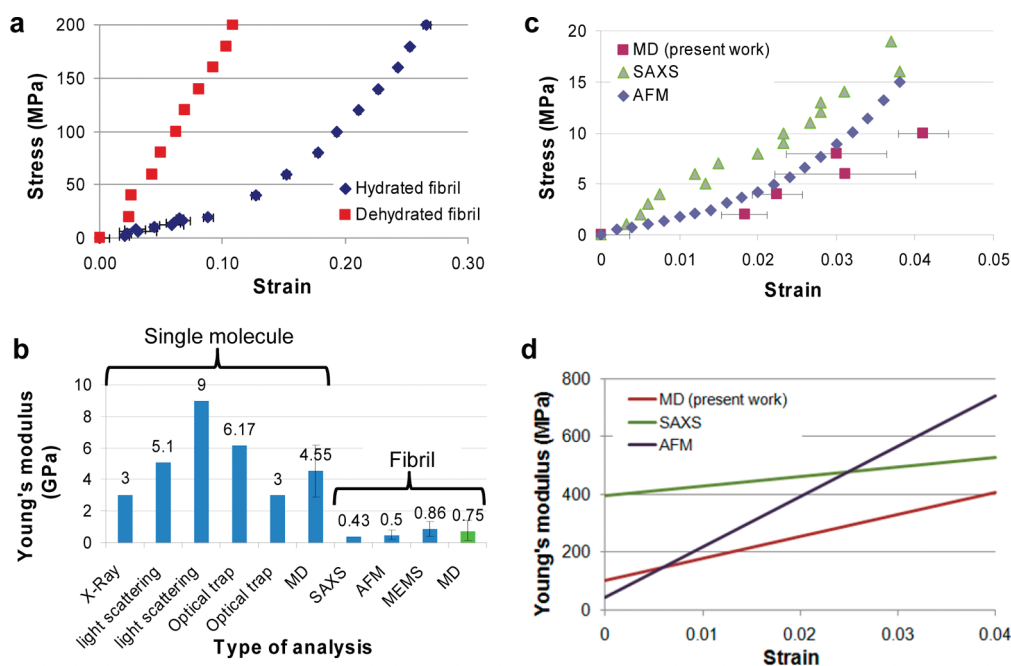 a
Stress (MPa)
200
150
100
50
0
0.00
0.10
0.20
0.30
Strain
Hydrated fibril
Dehydrated fibril
c
Stress (MPa)
20
15
10
5
0
0
0.01
0.02
0.03
0.04
0.05
Strain
MD (present work)
SAXS
AFM
b
Single molecule
Fibril
Young's modulus
(GPa)
10
8
6
4
2
0
3
5.1
9
6.17
3
4.55
0.43
0.5
0.86
0.75
X-Ray
light scattering
light scattering
Optical trap
Optical trap
MD
SAXS
AFM
MEMS
MD
Type of analysis
d
Young's modulus (MPa)
800
600
400
200
0
0
0.01
0.02
0.03
0.04
Strain
MD (present work)
SAXS
AFM